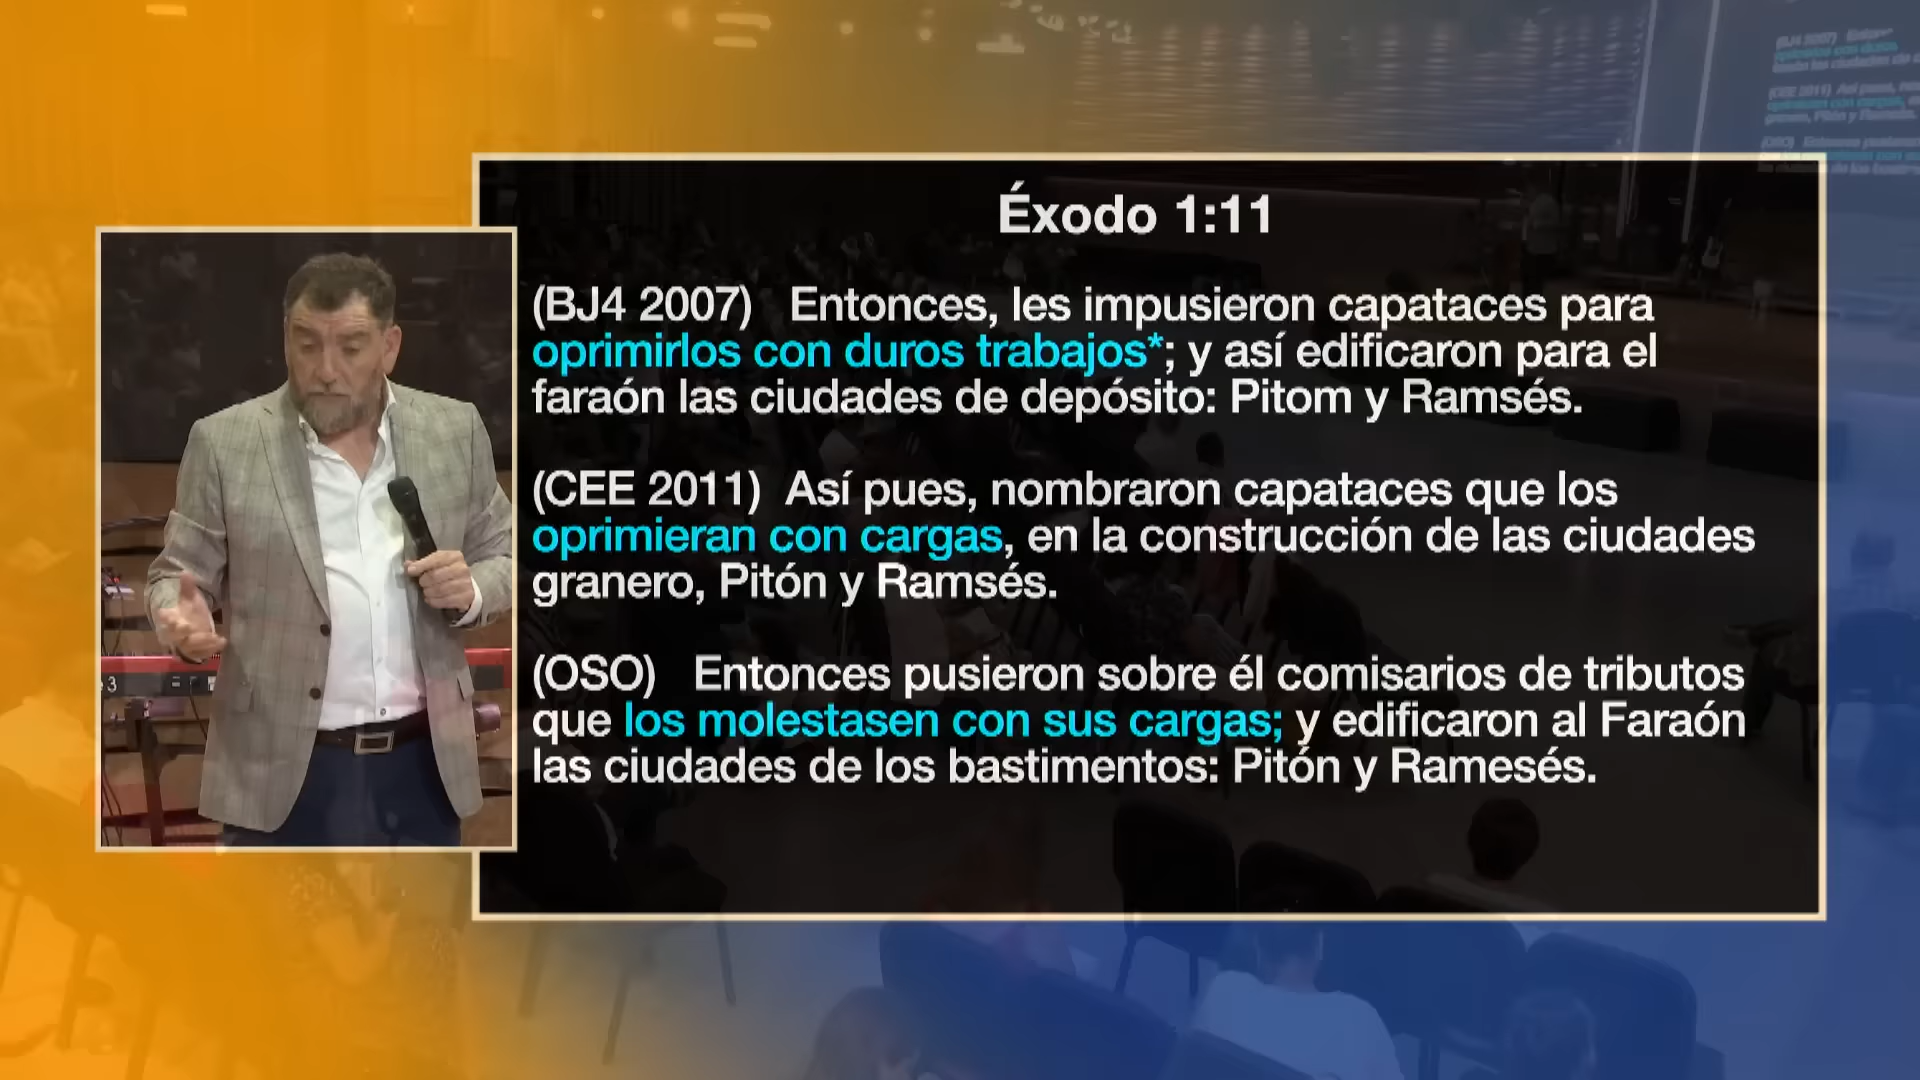 Éxodo 1:11
(BJ4 2007) Entonces, les impusieron capataces para
oprimirlos con duros trabajos*; y así edificaron para el
faraón las ciudades de depósito: Pitom y Ramsés.
(CEE 2011) Así pues, nombraron capataces que los
oprimieran con cargas, en la construcción de las ciudades
granero, Pitón y Ramsés.
(OSO) Entonces pusieron sobre él comisarios de tributos
que los molestasen con sus cargas; y edificaron al Faraón
las ciudades de los bastimentos: Pitón y Ramesés.
3